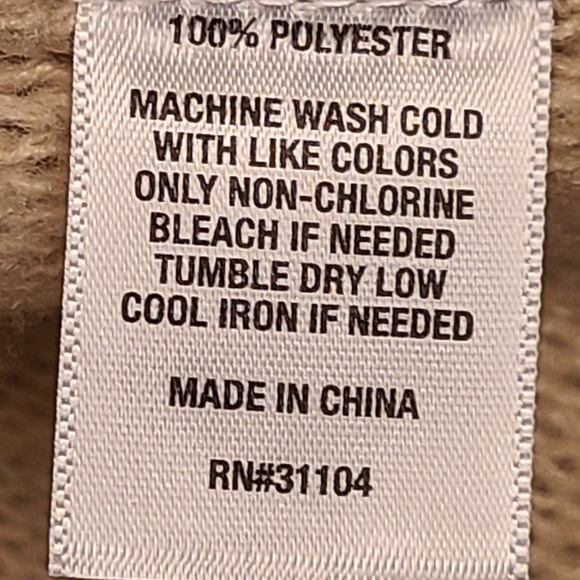 100% POLYESTER
MACHINE WASH COLD
WITH LIKE COLORS
ONLY NON-CHLORINE
BLEACH IF NEEDED
TUMBLE DRY LOW
COOL IRON IF NEEDED
MADE IN CHINA
RN#31104